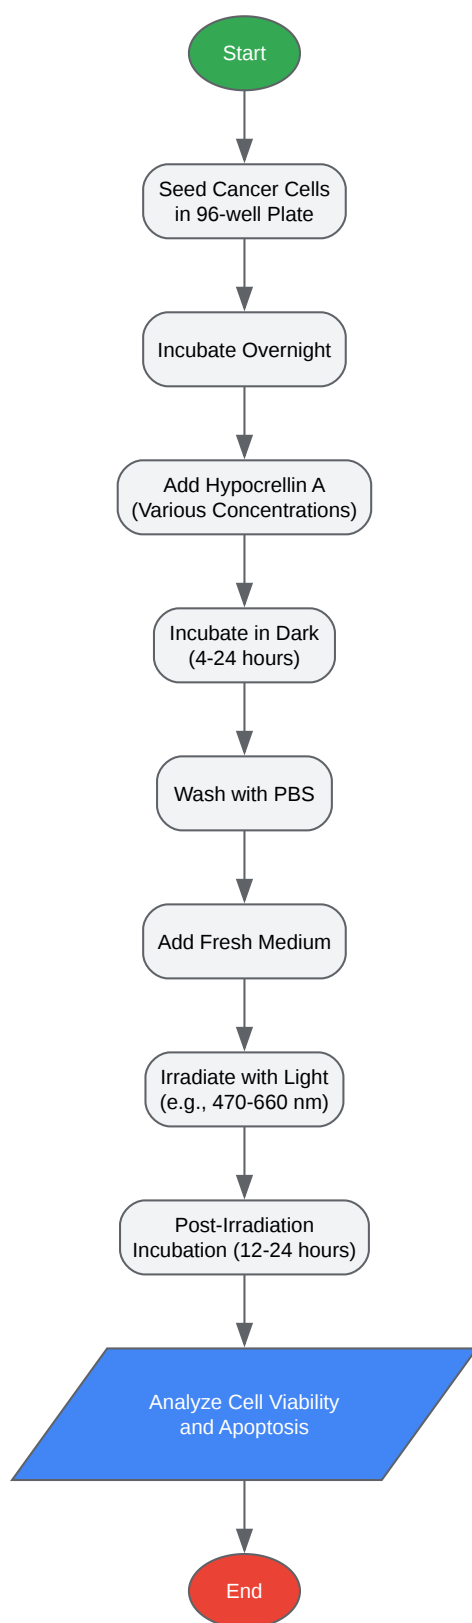 Start
Seed Cancer Cells
in 96-well Plate
Incubate Overnight
Add Hypocrellin A
(Various Concentrations)
Incubate in Dark
(4-24 hours)
Wash with PBS
Add Fresh Medium
Irradiate with Light
(e.g., 470-660 nm)
Post-Irradiation
Incubation (12-24 hours)
Analyze Cell Viability
and Apoptosis
End